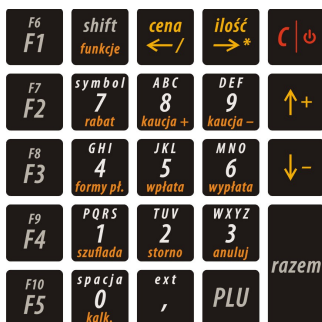 F6
F1
shift
funkcje
cena
←/
ilość
→*
C
F7
F2
symbol
7
rabat
ABC
8
kaucja +
DEF
9
kaucja –
↑+
F8
F3
GHI
4
formy pł.
JKL
5
wpłata
MNO
6
wypłata
↓–
F9
F4
PQRS
1
szuflada
TUV
2
storno
WXYZ
3
anuluj
razem
F10
F5
spacja
0
kalk.
ext
,
PLU